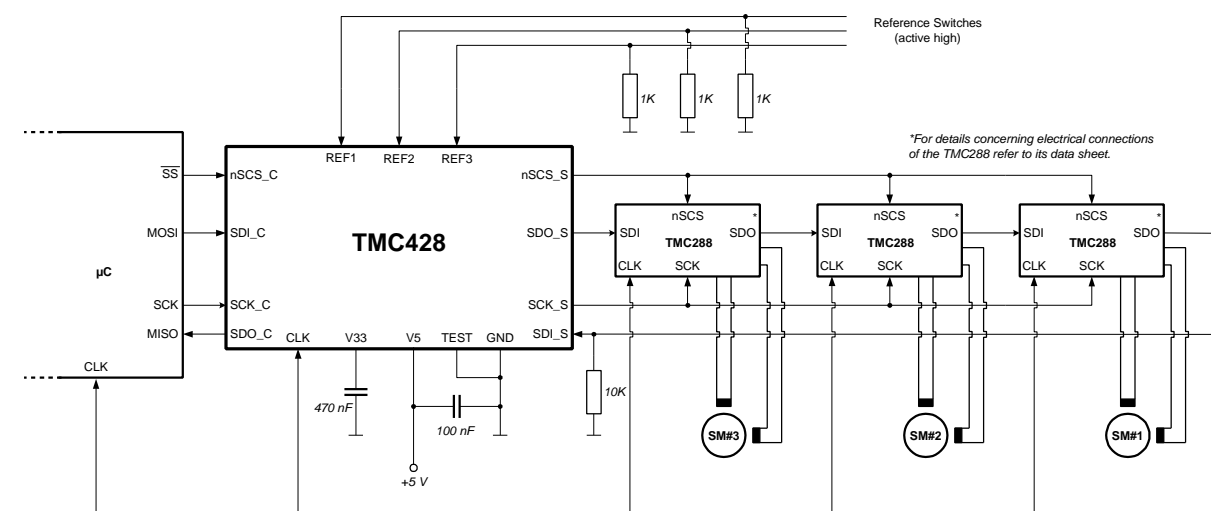 Reference Switches
(active high)
1K
1K
1K
*For details concerning electrical connections
of the TMC288 refer to its data sheet.
REF1
REF2
REF3
SS
nSCS_C
nSCS_S
MOSI
SDI_C
TMC428
SDO_S
µC
SCK
SCK_C
SCK_S
MISO
SDO_C
CLK
V33
V5
TEST
GND
SDI_S
CLK
nSCS
*
SDI
SDO
TMC288
CLK
SCK
nSCS
*
SDI
SDO
TMC288
CLK
SCK
nSCS
*
SDI
SDO
TMC288
CLK
SCK
470 nF
100 nF
10K
+5 V
SM#3
SM#2
SM#1